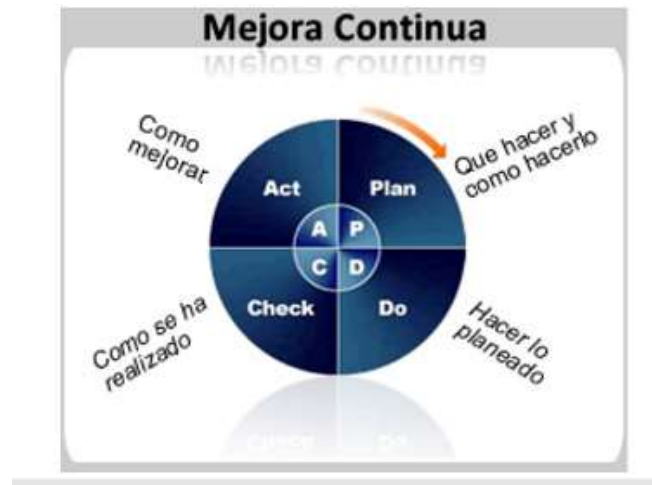 Mejora Continua
Como
mejorar
Que hacer y
como hacerlo
Act
Plan
A
P
C
D
Check
Do
Como se ha
realizado
Hacer lo
planeado